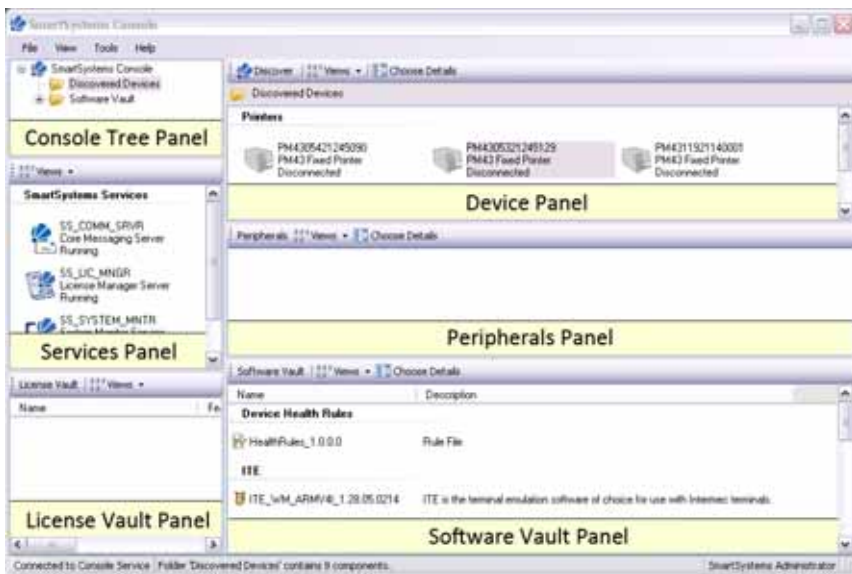 SmartSystems Console
File View Tools Help
SmartSystems Console
Discovered Devices
Software Vault
Console Tree Panel
Views
SmartSystems Services
SS_COMM_SRVR
Core Messaging Server
Running
SS_LIC_MNGR
License Manager Server
Running
SS_SYSTEM_MNTR
Services Panel
License Vault Views
Name Fe
License Vault Panel
Discover Views Choose Details
Discovered Devices
Printers
PM4305421245090
PM43 Fixed Printer
Disconnected
PM4305321245129
PM43 Fixed Printer
Disconnected
PM4311921140001
PM43 Fixed Printer
Disconnected
Device Panel
Peripherals Views Choose Details
Peripherals Panel
Software Vault Views Choose Details
Name Description
Device Health Rules
HealthRules_1.0.0.0 Rule File
ITE
ITE_WM_ARMV4I_1.28.05.0214 ITE is the terminal emulation software of choice for use with Intermec terminals.
Software Vault Panel
Connected to Console Service Folder 'Discovered Devices' contains 9 components. SmartSystems Administrator